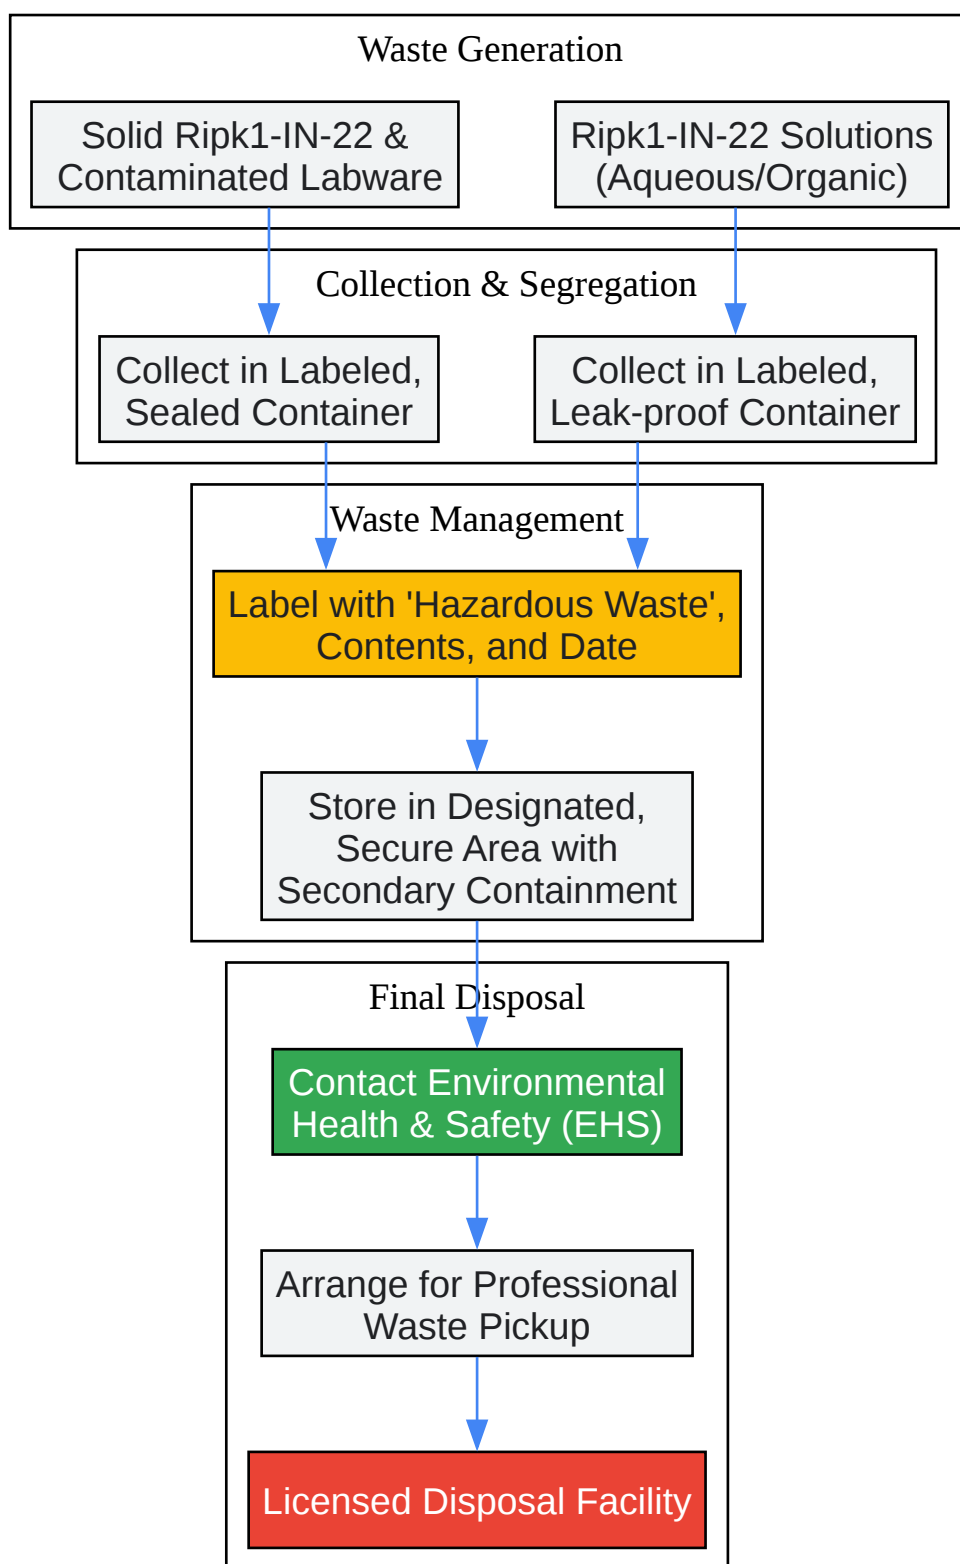 Waste Generation
Solid Ripk1-IN-22 &
Contaminated Labware
Ripk1-IN-22 Solutions
(Aqueous/Organic)
Collection & Segregation
Collect in Labeled,
Sealed Container
Collect in Labeled,
Leak-proof Container
Waste Management
Label with 'Hazardous Waste',
Contents, and Date
Store in Designated,
Secure Area with
Secondary Containment
Final Disposal
Contact Environmental
Health & Safety (EHS)
Arrange for Professional
Waste Pickup
Licensed Disposal Facility